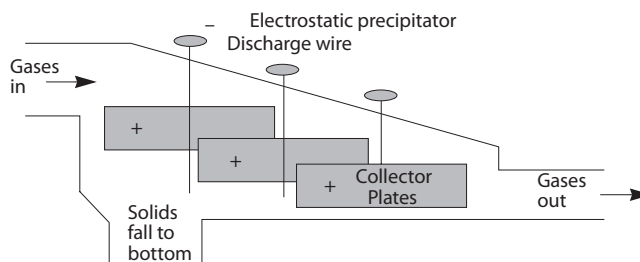 – Electrostatic precipitator
Discharge wire
Gases
in
+
+
+ Collector
Plates
Gases
out
Solids
fall to
bottom